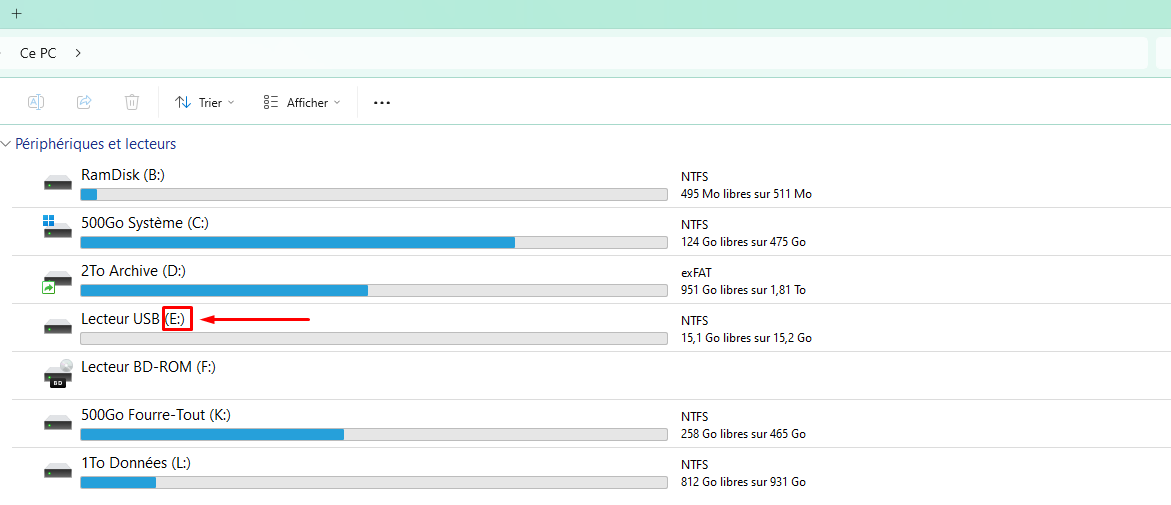 Ce PC
Trier
Afficher
Périphériques et lecteurs
RamDisk (B:)
NTFS
495 Mo libres sur 511 Mo
500Go Système (C:)
NTFS
124 Go libres sur 475 Go
2To Archive (D:)
exFAT
951 Go libres sur 1,81 To
Lecteur USB (E:)
NTFS
15,1 Go libres sur 15,2 Go
Lecteur BD-ROM (F:)
BD
500Go Fourre-Tout (K:)
NTFS
258 Go libres sur 465 Go
1To Données (L:)
NTFS
812 Go libres sur 931 Go